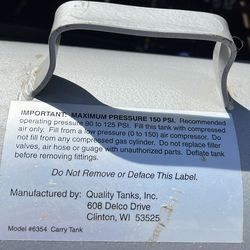 IMPORTANT: MAXIMUM PRESSURE 150 PSI. Recommended
operating pressure 90 to 125 PSI. Fill this tank with compressed
air only. Fill from a low pressure (0 to 150) air compressor. Do
not fill from any compressed gas cylinder. Do not replace filler
valves, air hose or guage with unauthorized parts. Deflate tank
before removing fittings.
Do Not Remove or Deface This Label.
Manufactured by: Quality Tanks, Inc.
608 Delco Drive
Clinton, WI 53525
Model #6354 Carry Tank